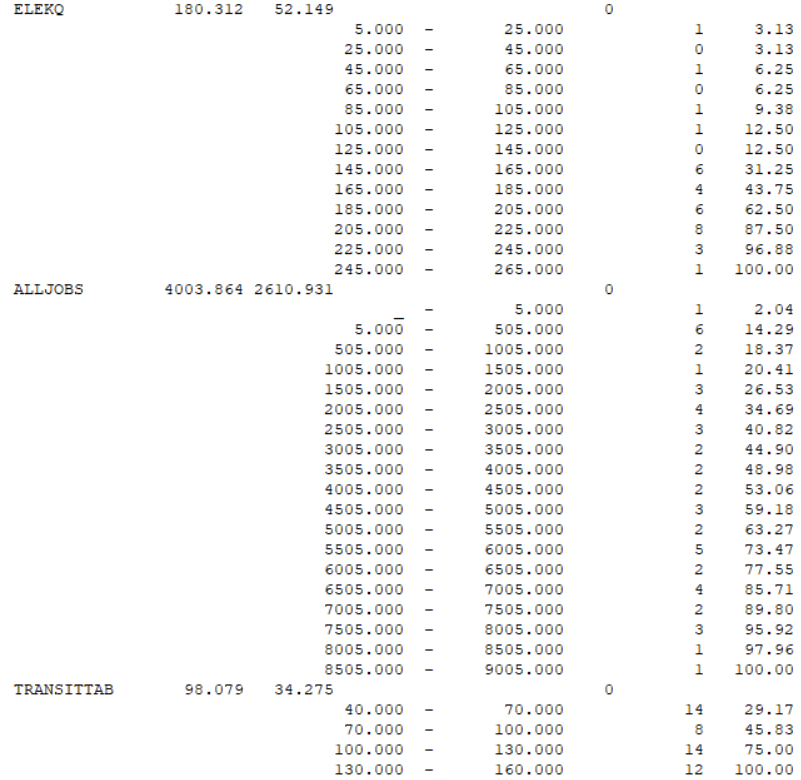 ELEKQ 180.312 52.149 0
5.000 - 25.000 1 3.13
25.000 - 45.000 0 3.13
45.000 - 65.000 1 6.25
65.000 - 85.000 0 6.25
85.000 - 105.000 1 9.38
105.000 - 125.000 1 12.50
125.000 - 145.000 0 12.50
145.000 - 165.000 6 31.25
165.000 - 185.000 4 43.75
185.000 - 205.000 6 62.50
205.000 - 225.000 8 87.50
225.000 - 245.000 3 96.88
245.000 - 265.000 1 100.00
ALLJOBS 4003.864 2610.931 0
_ - 5.000 1 2.04
5.000 - 505.000 6 14.29
505.000 - 1005.000 2 18.37
1005.000 - 1505.000 1 20.41
1505.000 - 2005.000 3 26.53
2005.000 - 2505.000 4 34.69
2505.000 - 3005.000 3 40.82
3005.000 - 3505.000 2 44.90
3505.000 - 4005.000 2 48.98
4005.000 - 4505.000 2 53.06
4505.000 - 5005.000 3 59.18
5005.000 - 5505.000 2 63.27
5505.000 - 6005.000 5 73.47
6005.000 - 6505.000 2 77.55
6505.000 - 7005.000 4 85.71
7005.000 - 7505.000 2 89.80
7505.000 - 8005.000 3 95.92
8005.000 - 8505.000 1 97.96
8505.000 - 9005.000 1 100.00
TRANSITTAB 98.079 34.275 0
40.000 - 70.000 14 29.17
70.000 - 100.000 8 45.83
100.000 - 130.000 14 75.00
130.000 - 160.000 12 100.00